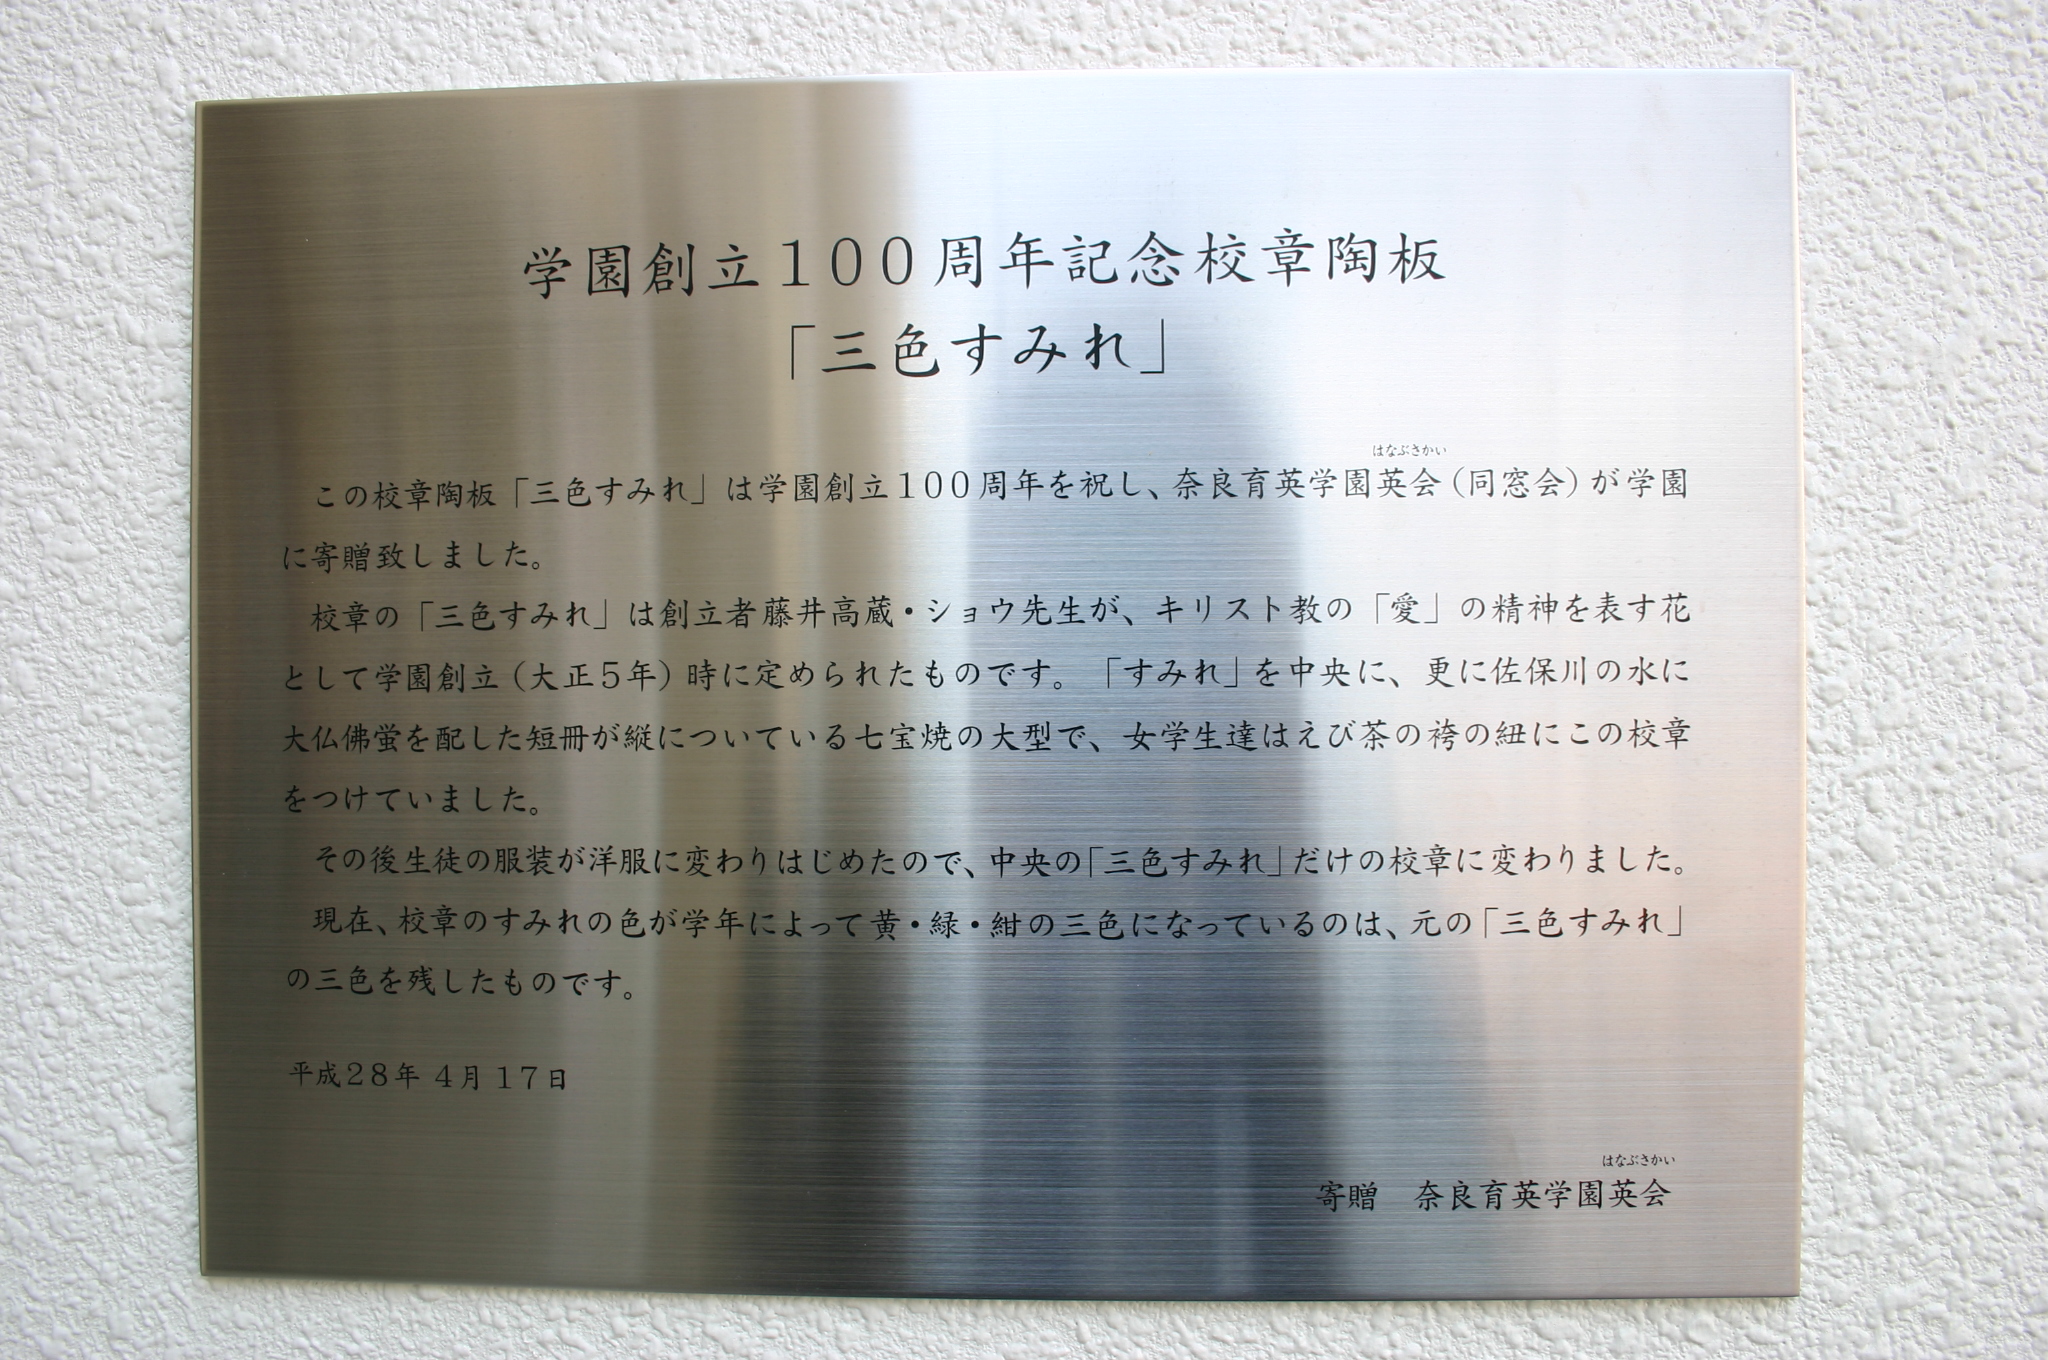 学園創立100周年記念校章陶板
「三色すみれ」
はなぶさかい
この校章陶板「三色すみれ」は学園創立100周年を祝し、奈良育英学園英会(同窓会)が学園
に寄贈致しました。
校章の「三色すみれ」は創立者藤井高蔵・ショウ先生が、キリスト教の「愛」の精神を表す花
として学園創立(大正5年)時に定められたものです。「すみれ」を中央に、更に佐保川の水に
大仏佛蛍を配した短冊が縦についている七宝焼の大型で、女学生達はえび茶の袴の紐にこの校章
をつけていました。
その後生徒の服装が洋服に変わりはじめたので、中央の「三色すみれ」だけの校章に変わりました。
現在、校章のすみれの色が学年によって黄・緑・紺の三色になっているのは、元の「三色すみれ」
の三色を残したものです。
平成28年 4月17日
はなぶさかい
寄贈 奈良育英学園英会